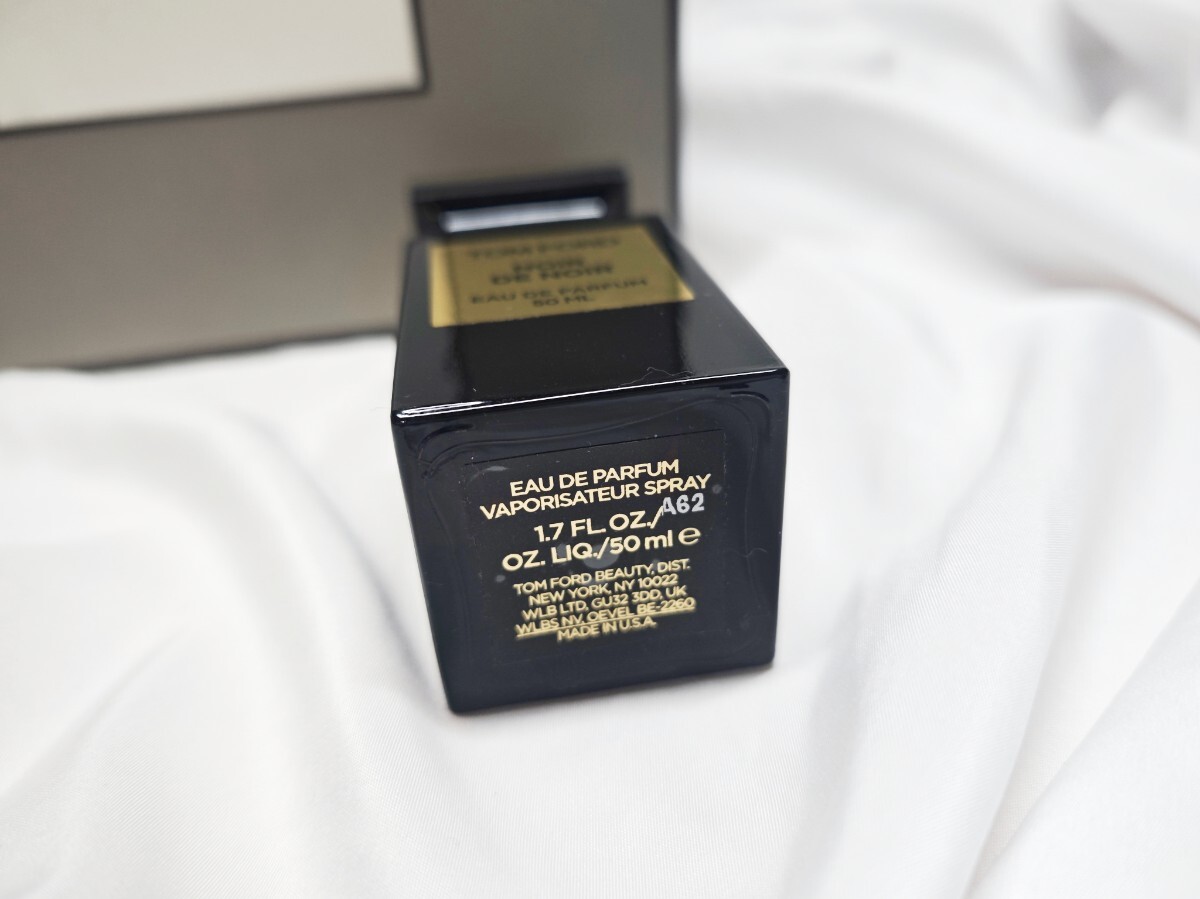 TOM FORD
NOIR
DE NOIR
EAU DE PARFUM
50 ML
EAU DE PARFUM
VAPORISATEUR SPRAY
A62
1.7 FL. OZ./
OZ. LIQ./50 ml ℮
TOM FORD BEAUTY, DIST.
NEW YORK, NY 10022
WLB LTD, GU32 3DD, UK
WLBS NV, OEVEL BE-2260
MADE IN U.S.A.